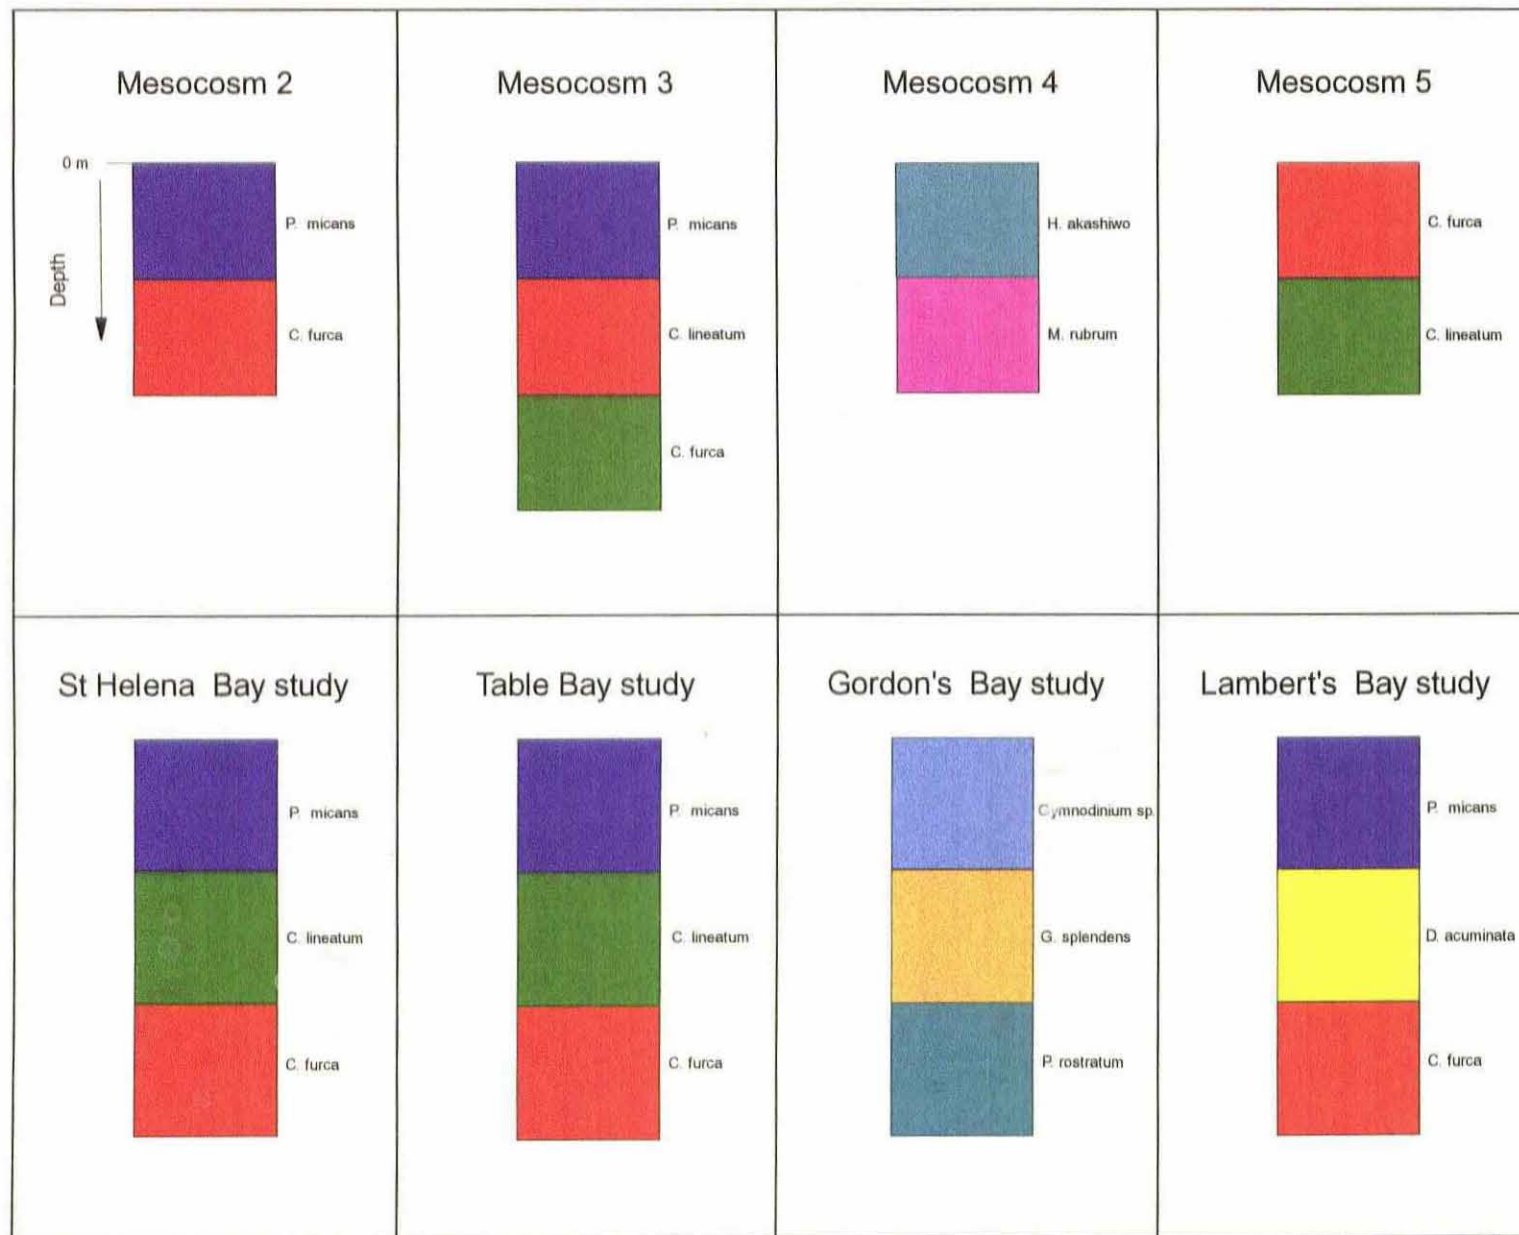 Mesocosm 2
0 m
Depth
P. micans
C. furca
Mesocosm 3
P. micans
C. lineatum
C. furca
Mesocosm 4
H. akashiwo
M. rubrum
Mesocosm 5
C. furca
C. lineatum
St Helena Bay study
P. micans
C. lineatum
C. furca
Table Bay study
P. micans
C. lineatum
C. furca
Gordon's Bay study
Gymnodinium sp.
G. splendens
P. rostratum
Lambert's Bay study
P. micans
D. acuminata
C. furca